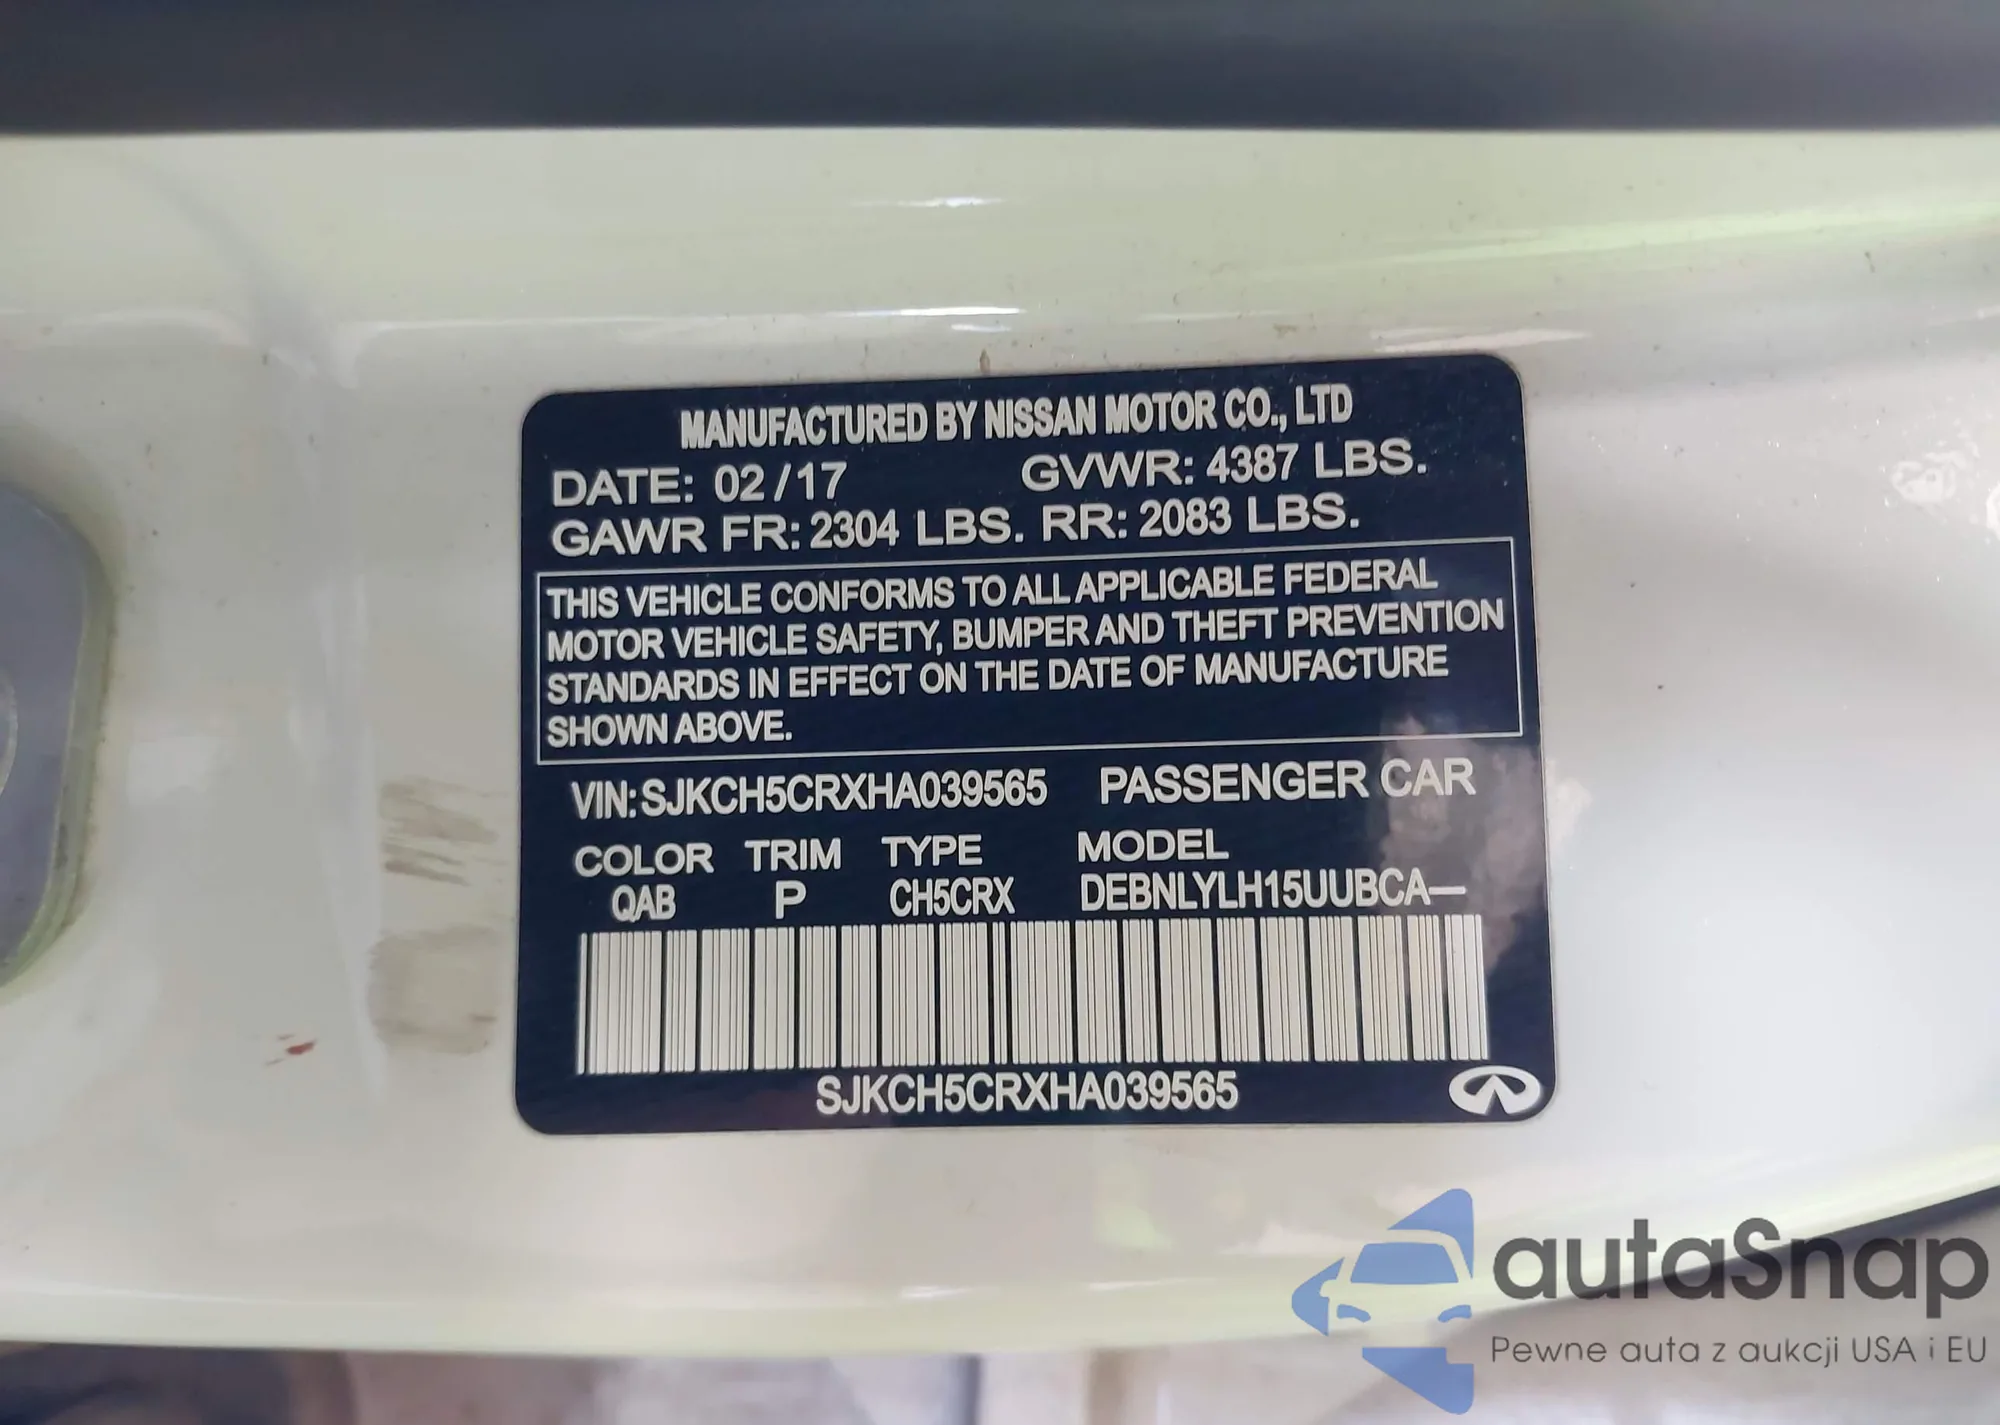 MANUFACTURED BY NISSAN MOTOR CO., LTD
DATE: 02/17 GVWR: 4387 LBS.
GAWR FR: 2304 LBS. RR: 2083 LBS.
THIS VEHICLE CONFORMS TO ALL APPLICABLE FEDERAL
MOTOR VEHICLE SAFETY, BUMPER AND THEFT PREVENTION
STANDARDS IN EFFECT ON THE DATE OF MANUFACTURE
SHOWN ABOVE.
VIN: SJKCH5CRXHA039565 PASSENGER CAR
COLOR TRIM TYPE MODEL
QAB P CH5CRX DEBNLYLH15UUBCA—
SJKCH5CRXHA039565
autaSnap
Pewne auta z aukcji USA i EU